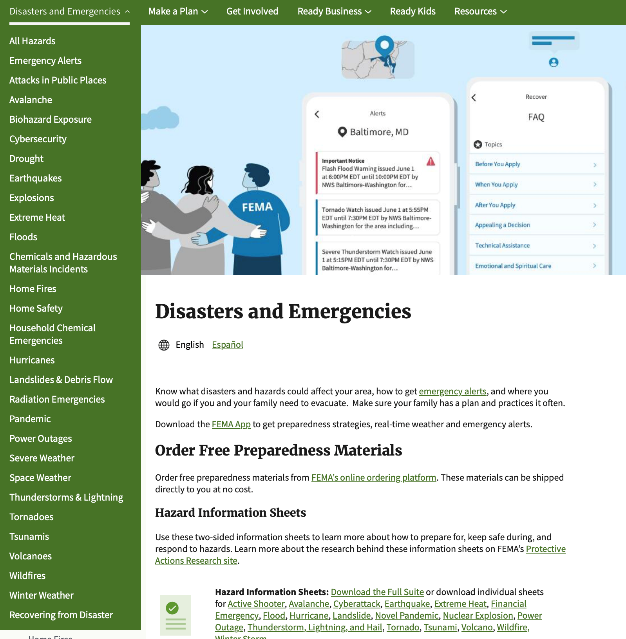 Disasters and Emergencies
Make a Plan
Get Involved
Ready Business
Ready Kids
Resources
All Hazards
Emergency Alerts
Attacks in Public Places
Avalanche
Biohazard Exposure
Cybersecurity
Drought
Earthquakes
Explosions
Extreme Heat
Floods
Chemicals and Hazardous
Materials Incidents
Home Fires
Home Safety
Household Chemical
Emergencies
Hurricanes
Landslides & Debris Flow
Radiation Emergencies
Pandemic
Power Outages
Severe Weather
Space Weather
Thunderstorms & Lightning
Tornadoes
Tsunamis
Volcanoes
Wildfires
Winter Weather
Recovering from Disaster
Home Fires
FEMA
Alerts
Baltimore, MD
Important Notice
Flash Flood Warning issued June
1 at 6:00PM EDT until 10:00PM EDT by
NWS Baltimore-Washington for...
Tornado Watch issued June 1 at 5:55PM
EDT until 7:30PM EDT by NWS Baltimore-
Washington for the area including...
Severe Thunderstorm Watch issued June
1 at 5:15PM EDT until 7:30PM EDT by NWS
Baltimore-Washington for...
Recover
FAQ
Topics
Before You Apply
When You Apply
After You Apply
Appealing a Decision
Technical Assistance
Emotional and Spiritual Care
Disasters and Emergencies
English Español
Know what disasters and hazards could affect your area, how to get emergency alerts, and where you
would go if you and your family need to evacuate. Make sure your family has a plan and practices it often.
Download the FEMA App to get preparedness strategies, real-time weather and emergency alerts.
Order Free Preparedness Materials
Order free preparedness materials from FEMA's online ordering platform. These materials can be shipped
directly to you at no cost.
Hazard Information Sheets
Use these two-sided information sheets to learn more about how to prepare for, keep safe during, and
respond to hazards. Learn more about the research behind these information sheets on FEMA's Protective
Actions Research site.
Hazard Information Sheets: Download the Full Suite or download individual sheets
for Active Shooter, Avalanche, Cyberattack, Earthquake, Extreme Heat, Financial
Emergency, Flood, Hurricane, Landslide, Novel Pandemic, Nuclear Explosion, Power
Outage, Thunderstorm, Lightning, and Hail, Tornado, Tsunami, Volcano, Wildfire,
Winter Storm